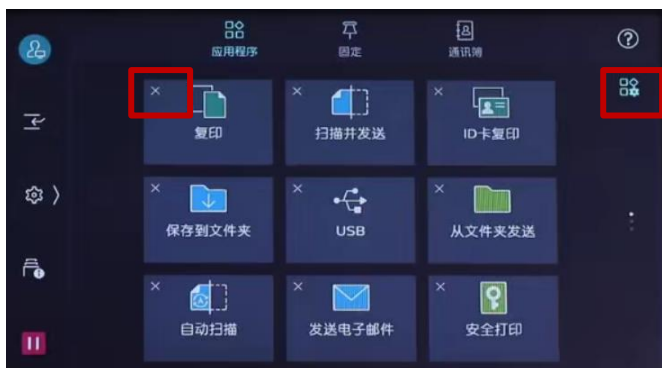 应用程序
固定
通讯簿
复印
扫描并发送
ID卡复印
保存到文件夹
USB
从文件夹发送
自动扫描
发送电子邮件
安全打印